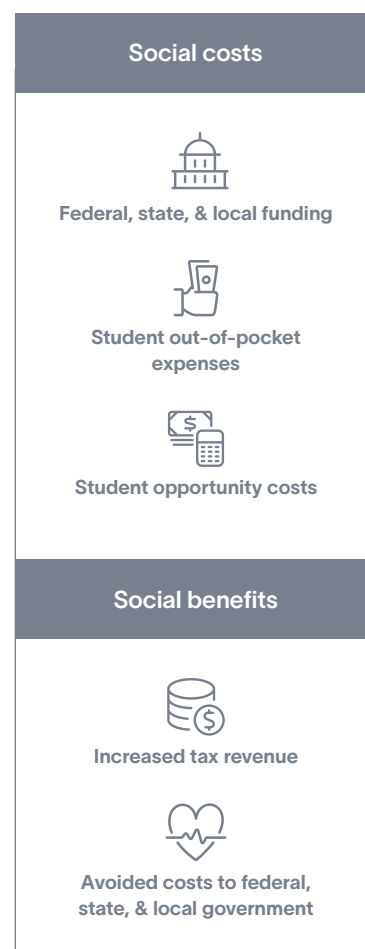 Social costs
Federal, state, & local funding
Student out-of-pocket
expenses
$
Student opportunity costs
Social benefits
$
Increased tax revenue
Avoided costs to federal,
state, & local government